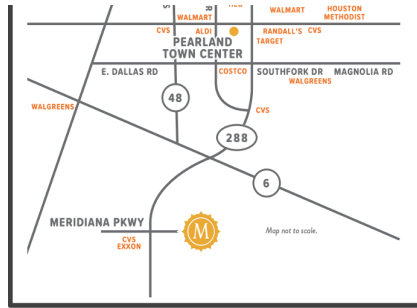 WALMART
HOUSTON
METHODIST
WALMART
CVS
ALDI
RANDALL'S
CVS
PEARLAND
TOWN CENTER
TARGET
E. DALLAS RD
COSTCO
SOUTHFORK DR
MAGNOLIA RD
WALGREENS
48
WALGREENS
CVS
288
6
MERIDIANA PKWY
M
Map not to scale.
CVS
EXXON